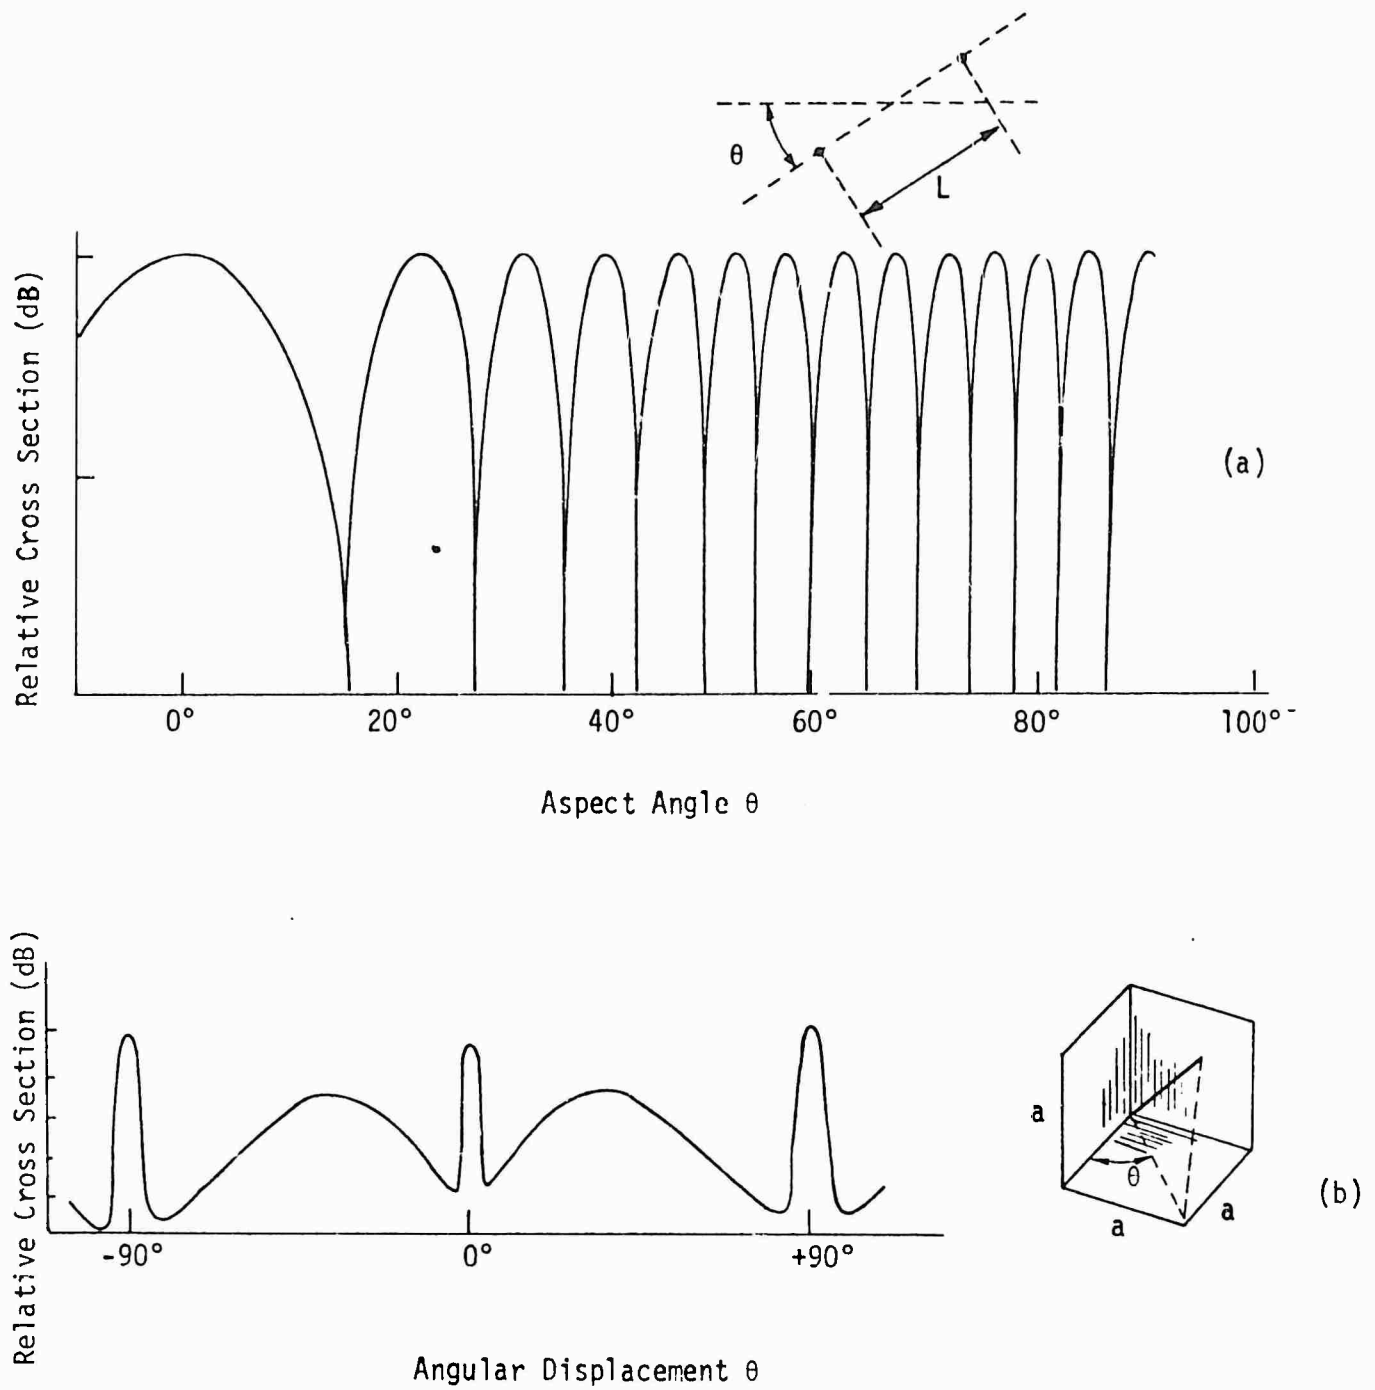 θ
L
Relative Cross Section (dB)
(a)
0° 20° 40° 60° 80° 100°
Aspect Angle θ
Relative Cross Section (dB)
a
θ
a
a
(b)
-90° 0° +90°
Angular Displacement θ